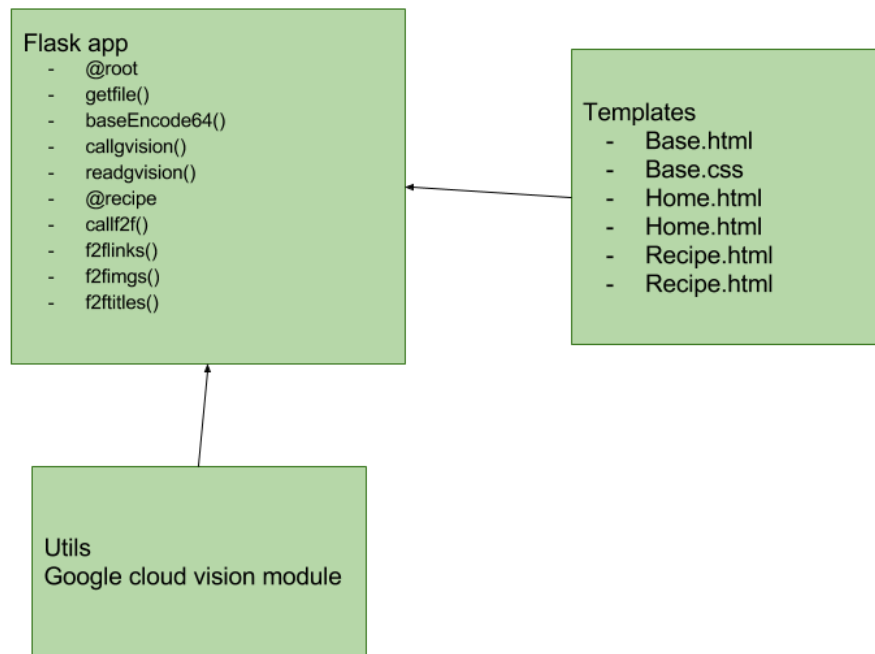 Flask app
- @root
- getfile()
- baseEncode64()
- callgvision()
- readgvision()
- @recipe
- callf2f()
- f2flinks()
- f2fimgs()
- f2ftitles()
Templates
- Base.html
- Base.css
- Home.html
- Home.html
- Recipe.html
- Recipe.html
Utils
Google cloud vision module